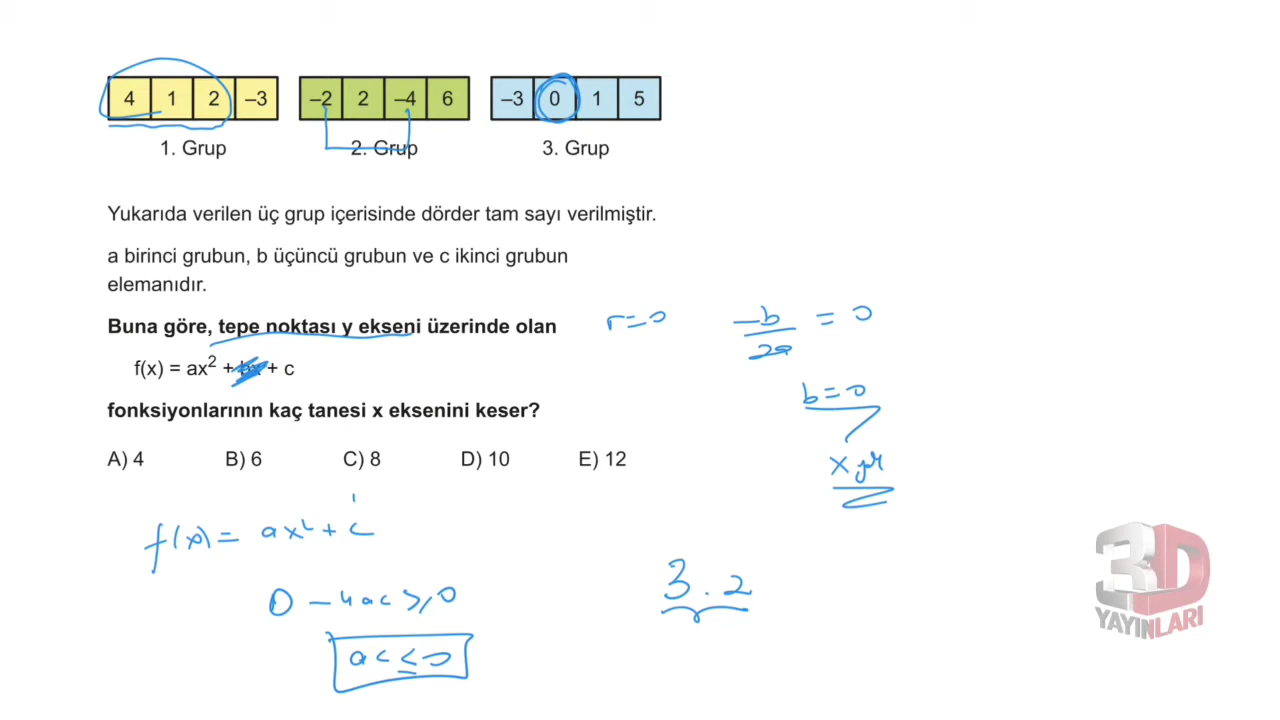 4 1 2 –3 –2 2 –4 6 –3 0 1 5
1. Grup 2. Grup 3. Grup
Yukarıda verilen üç grup içerisinde dörder tam sayı verilmiştir.
a birinci grubun, b üçüncü grubun ve c ikinci grubun
elemanıdır.
Buna göre, tepe noktası y ekseni üzerinde olan
f(x) = ax² + bx + c
fonksiyonlarının kaç tanesi x eksenini keser?
A) 4 B) 6 C) 8 D) 10 E) 12
r=0
–b/2a = 0
b=0
x yok
f(x) = ax² + c
0 – 4ac ≥ 0
ac ≤ 0
3.2
3D
YAYINLARI